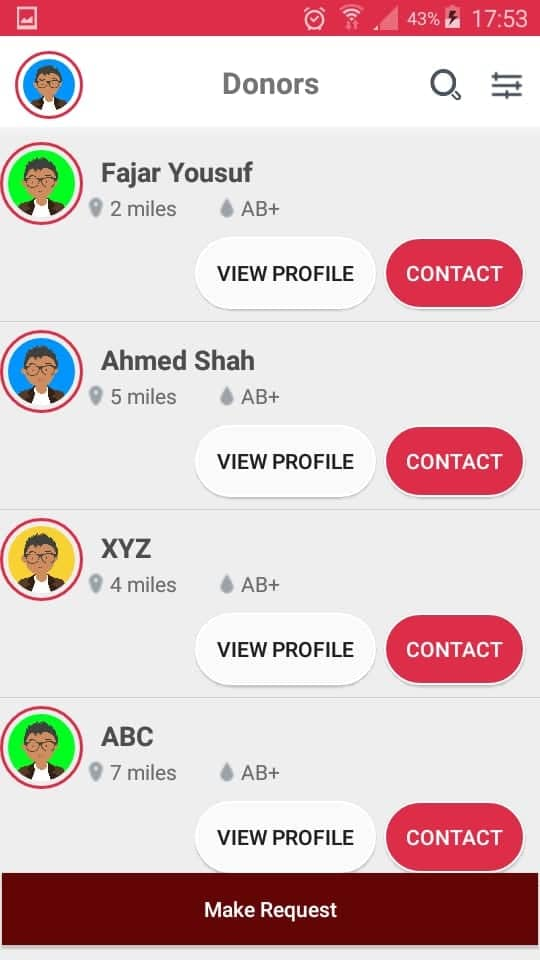 43% 17:53
Donors
Fajar Yousuf
2 miles AB+
VIEW PROFILE CONTACT
Ahmed Shah
5 miles AB+
VIEW PROFILE CONTACT
XYZ
4 miles AB+
VIEW PROFILE CONTACT
ABC
7 miles AB+
VIEW PROFILE CONTACT
Make Request